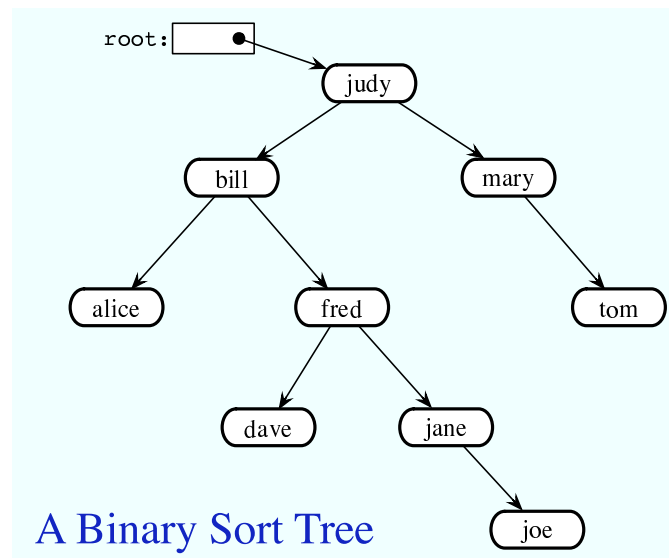 root:
judy
bill
mary
alice
fred
tom
dave
jane
joe
A Binary Sort Tree